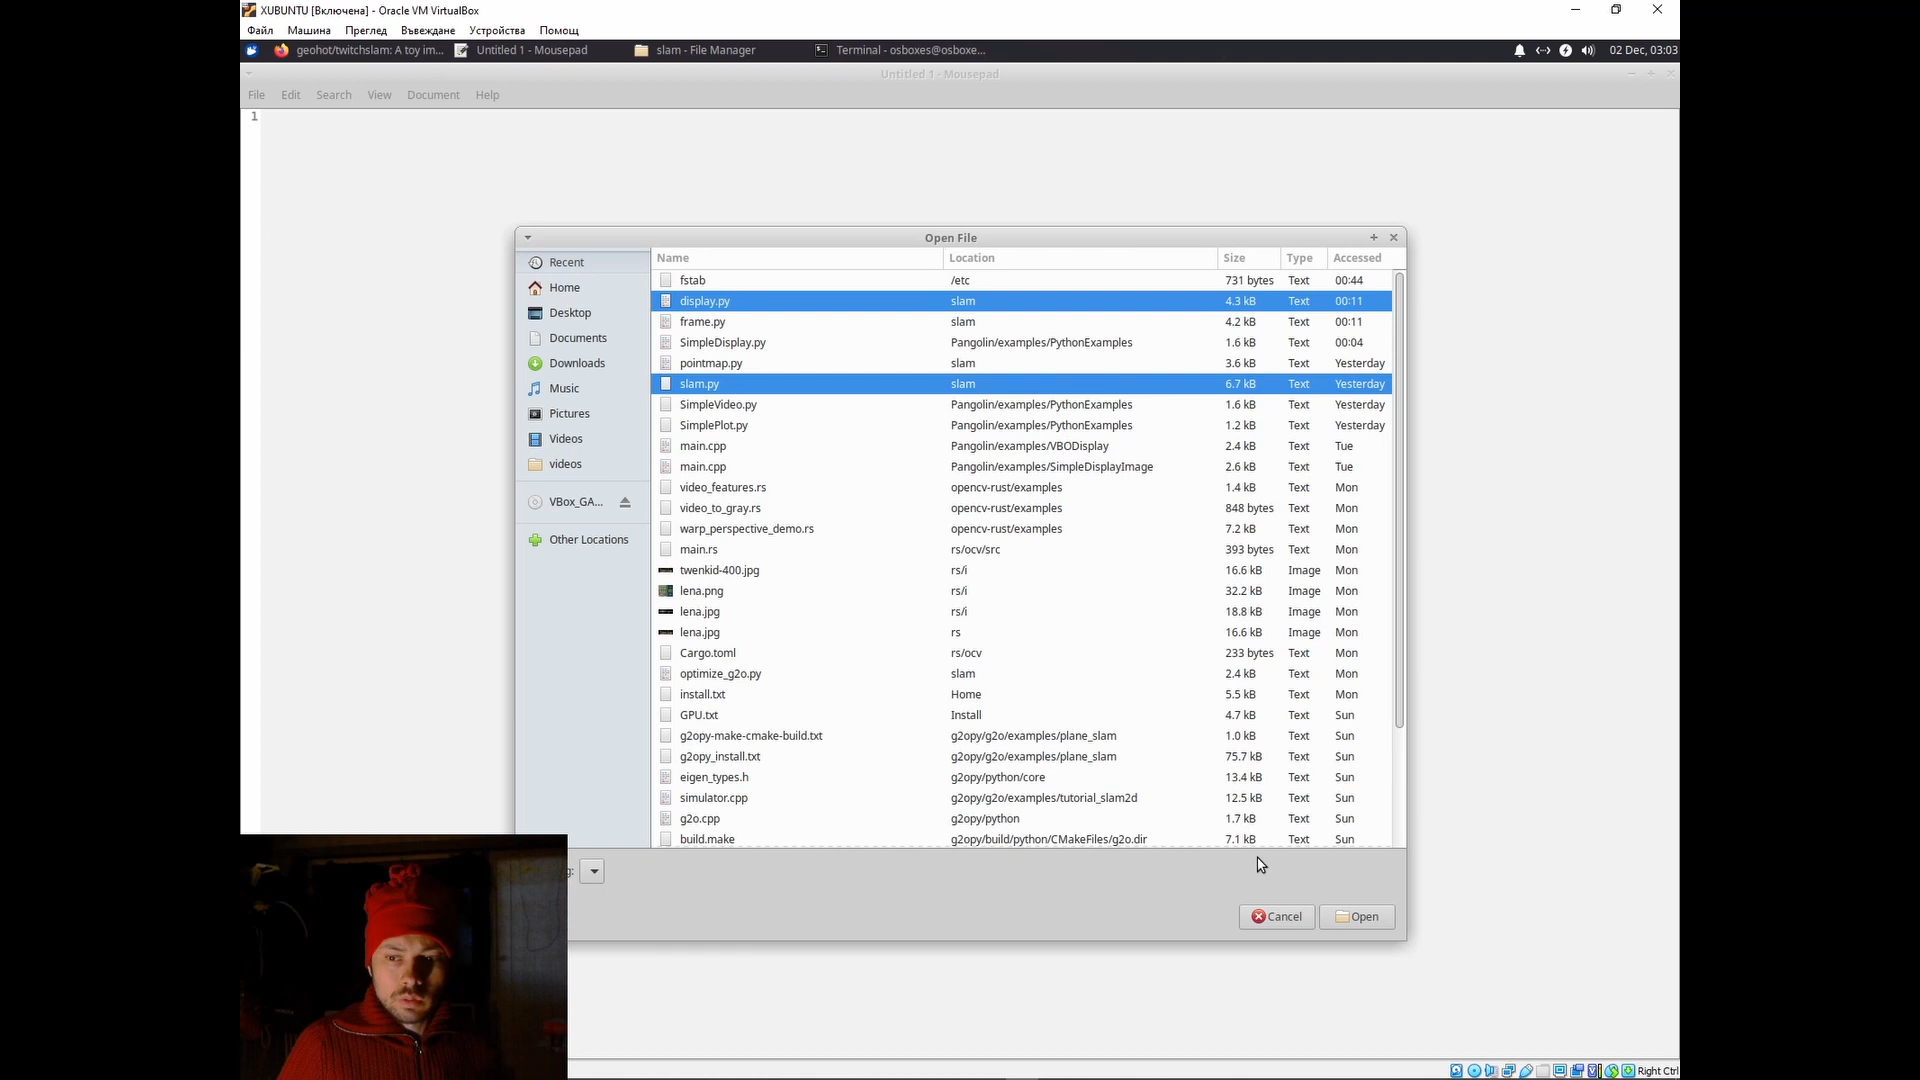 XUBUNTU [Включена] - Oracle VM VirtualBox
Файл Машина Преглед Въвеждане Устройства Помощ
geohot/twitchslam: A toy im... Untitled 1 - Mousepad slam - File Manager Terminal - osboxes@osboxe... 02 Dec, 03:03
Untitled 1 - Mousepad
File Edit Search View Document Help
1
Open File
Recent
Home
Desktop
Documents
Downloads
Music
Pictures
Videos
videos
VBox_GA...
Other Locations
Name Location Size Type Accessed
fstab /etc 731 bytes Text 00:44
display.py slam 4.3 kB Text 00:11
frame.py slam 4.2 kB Text 00:11
SimpleDisplay.py Pangolin/examples/PythonExamples 1.6 kB Text 00:04
pointmap.py slam 3.6 kB Text Yesterday
slam.py slam 6.7 kB Text Yesterday
SimpleVideo.py Pangolin/examples/PythonExamples 1.6 kB Text Yesterday
SimplePlot.py Pangolin/examples/PythonExamples 1.2 kB Text Yesterday
main.cpp Pangolin/examples/VBODisplay 2.4 kB Text Tue
main.cpp Pangolin/examples/SimpleDisplayImage 2.6 kB Text Tue
video_features.rs opencv-rust/examples 1.4 kB Text Mon
video_to_gray.rs opencv-rust/examples 848 bytes Text Mon
warp_perspective_demo.rs opencv-rust/examples 7.2 kB Text Mon
main.rs rs/ocv/src 393 bytes Text Mon
twenkid-400.jpg rs/i 16.6 kB Image Mon
lena.png rs/i 32.2 kB Image Mon
lena.jpg rs/i 18.8 kB Image Mon
lena.jpg rs 16.6 kB Image Mon
Cargo.toml rs/ocv 233 bytes Text Mon
optimize_g2o.py slam 2.4 kB Text Mon
install.txt Home 5.5 kB Text Mon
GPU.txt Install 4.7 kB Text Sun
g2opy-make-cmake-build.txt g2opy/g2o/examples/plane_slam 1.0 kB Text Sun
g2opy_install.txt g2opy/g2o/examples/plane_slam 75.7 kB Text Sun
eigen_types.h g2opy/python/core 13.4 kB Text Sun
simulator.cpp g2opy/g2o/examples/tutorial_slam2d 12.5 kB Text Sun
g2o.cpp g2opy/python 1.7 kB Text Sun
build.make g2opy/build/python/CMakeFiles/g2o.dir 7.1 kB Text Sun
g:
Cancel Open
Right Ctrl